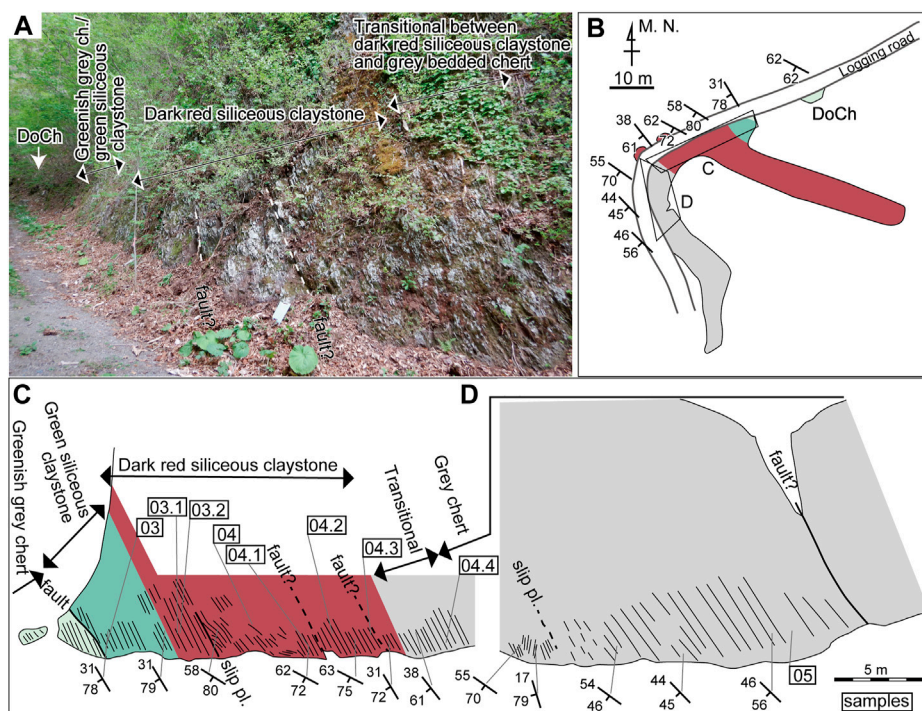 A
DoCh
Greenish grey ch./
green siliceous
claystone
Dark red siliceous claystone
Transitional between
dark red siliceous claystone
and grey bedded chert
fault?
fault?
B
M. N.
10 m
Logging road
DoCh
62
62
31
78
58
80
62
72
38
61
55
70
44
45
46
56
C
D
C
Greenish grey chert
Green siliceous
claystone
Dark red siliceous claystone
Transitional
Grey chert
fault
03
03.1
03.2
04
04.1
04.2
04.3
04.4
fault?
fault?
slip pl.
31
78
31
79
58
80
62
72
63
75
31
72
38
61
D
fault?
slip pl.
55
70
17
79
54
46
44
45
46
56
05
5 m
samples